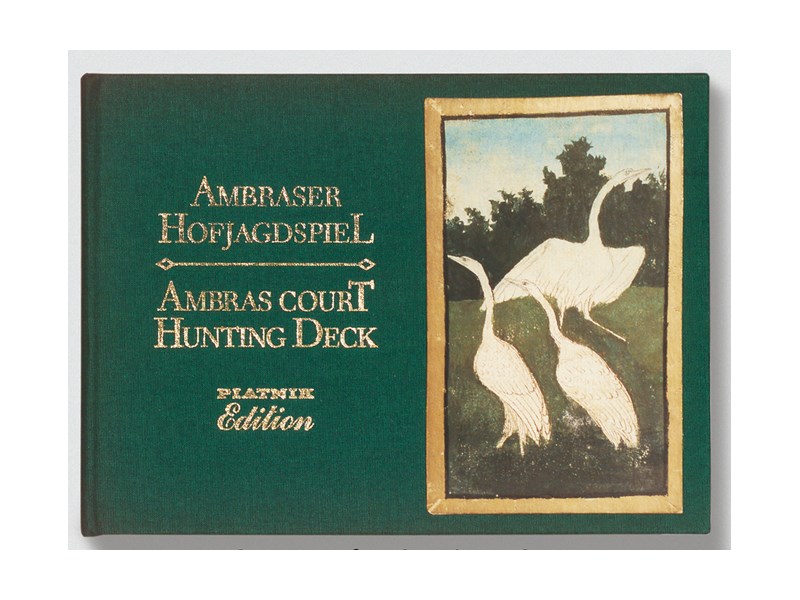 AMBRASER
HOFJAGDSPIEL
AMBRAS COURT
HUNTING DECK
PIATNIK
Edition